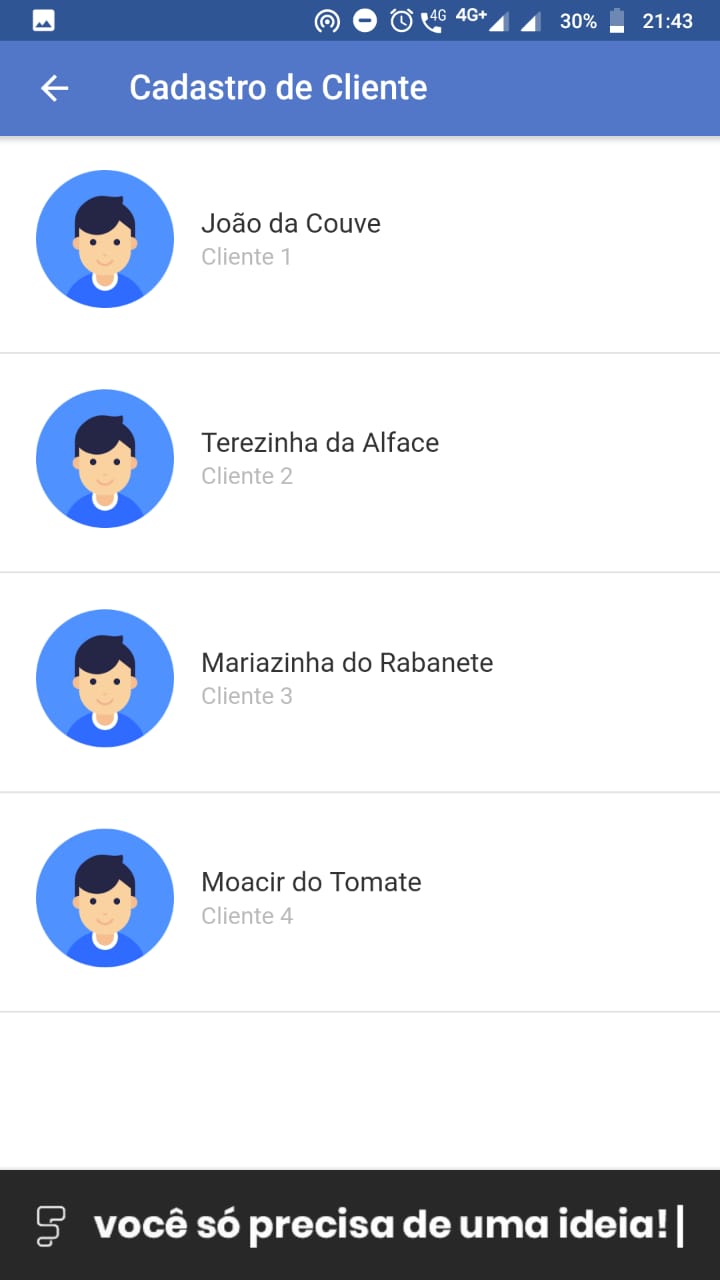 4G 4G+ 30% 21:43
Cadastro de Cliente
João da Couve
Cliente 1
Terezinha da Alface
Cliente 2
Mariazinha do Rabanete
Cliente 3
Moacir do Tomate
Cliente 4
você só precisa de uma ideia!|